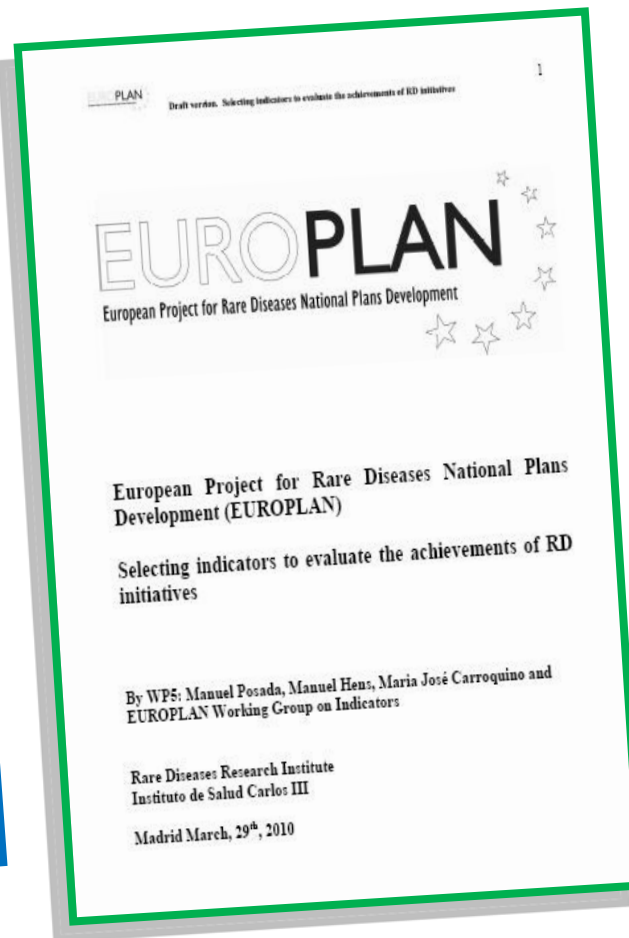 1
EUROPLAN
Draft version. Selecting indicators to evaluate the achievements of RD initiatives
EUROPLAN
European Project for Rare Diseases National Plans Development
European Project for Rare Diseases National Plans
Development (EUROPLAN)
Selecting indicators to evaluate the achievements of RD
initiatives
By WP5: Manuel Posada, Manuel Hens, Maria José Carroquino and
EUROPLAN Working Group on Indicators
Rare Diseases Research Institute
Instituto de Salud Carlos III
Madrid March, 29th, 2010